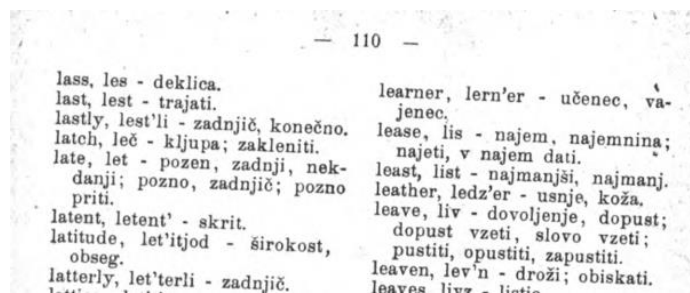 — 110 —
lass, les - deklica.
last, lest - trajati.
lastly, lest'li - zadnjič, konečno.
latch, leč - kljupa; zakleniti.
late, let - pozen, zadnji, nek-
danji; pozno, zadnjič; pozno
priti.
latent, letent' - skrit.
latitude, let'itjod - širokost,
obseg.
latterly, let'terli - zadnjič.
learner, lern'er - učenec, va-
jenec.
lease, lis - najem, najemnina;
najeti, v najem dati.
least, list - najmanjši, najmanj.
leather, ledz'er - usnje, koža.
leave, liv - dovoljenje, dopust;
dopust vzeti, slovo vzeti;
pustiti, opustiti, zapustiti.
leaven, lev'n - droži; obiskati.
leaves, livz - listje